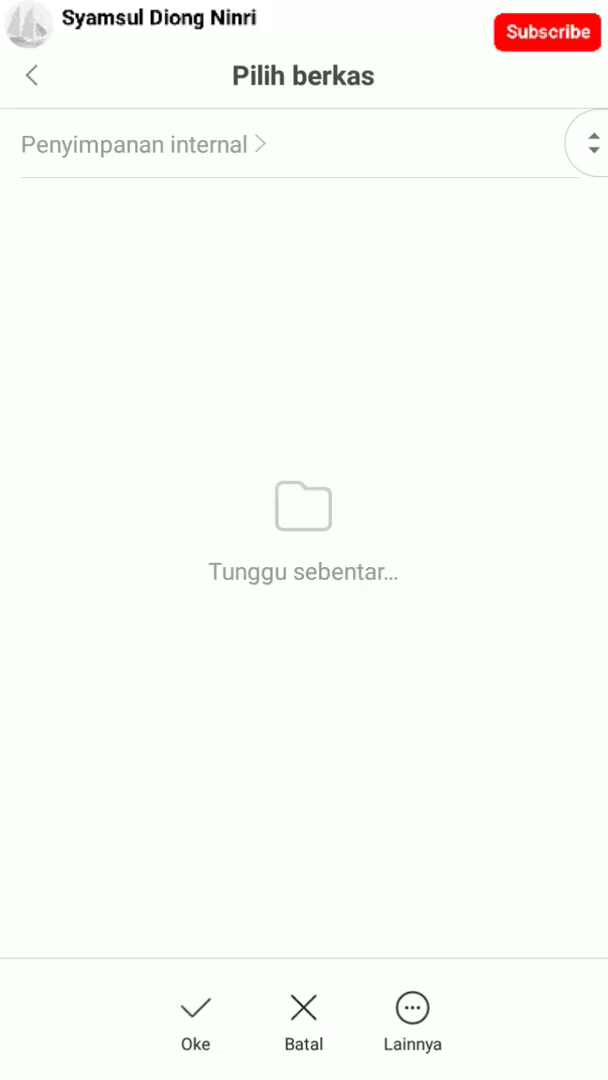 Syamsul Diong Ninri
Subscribe
Pilih berkas
Penyimpanan internal
Tunggu sebentar...
Oke
Batal
Lainnya